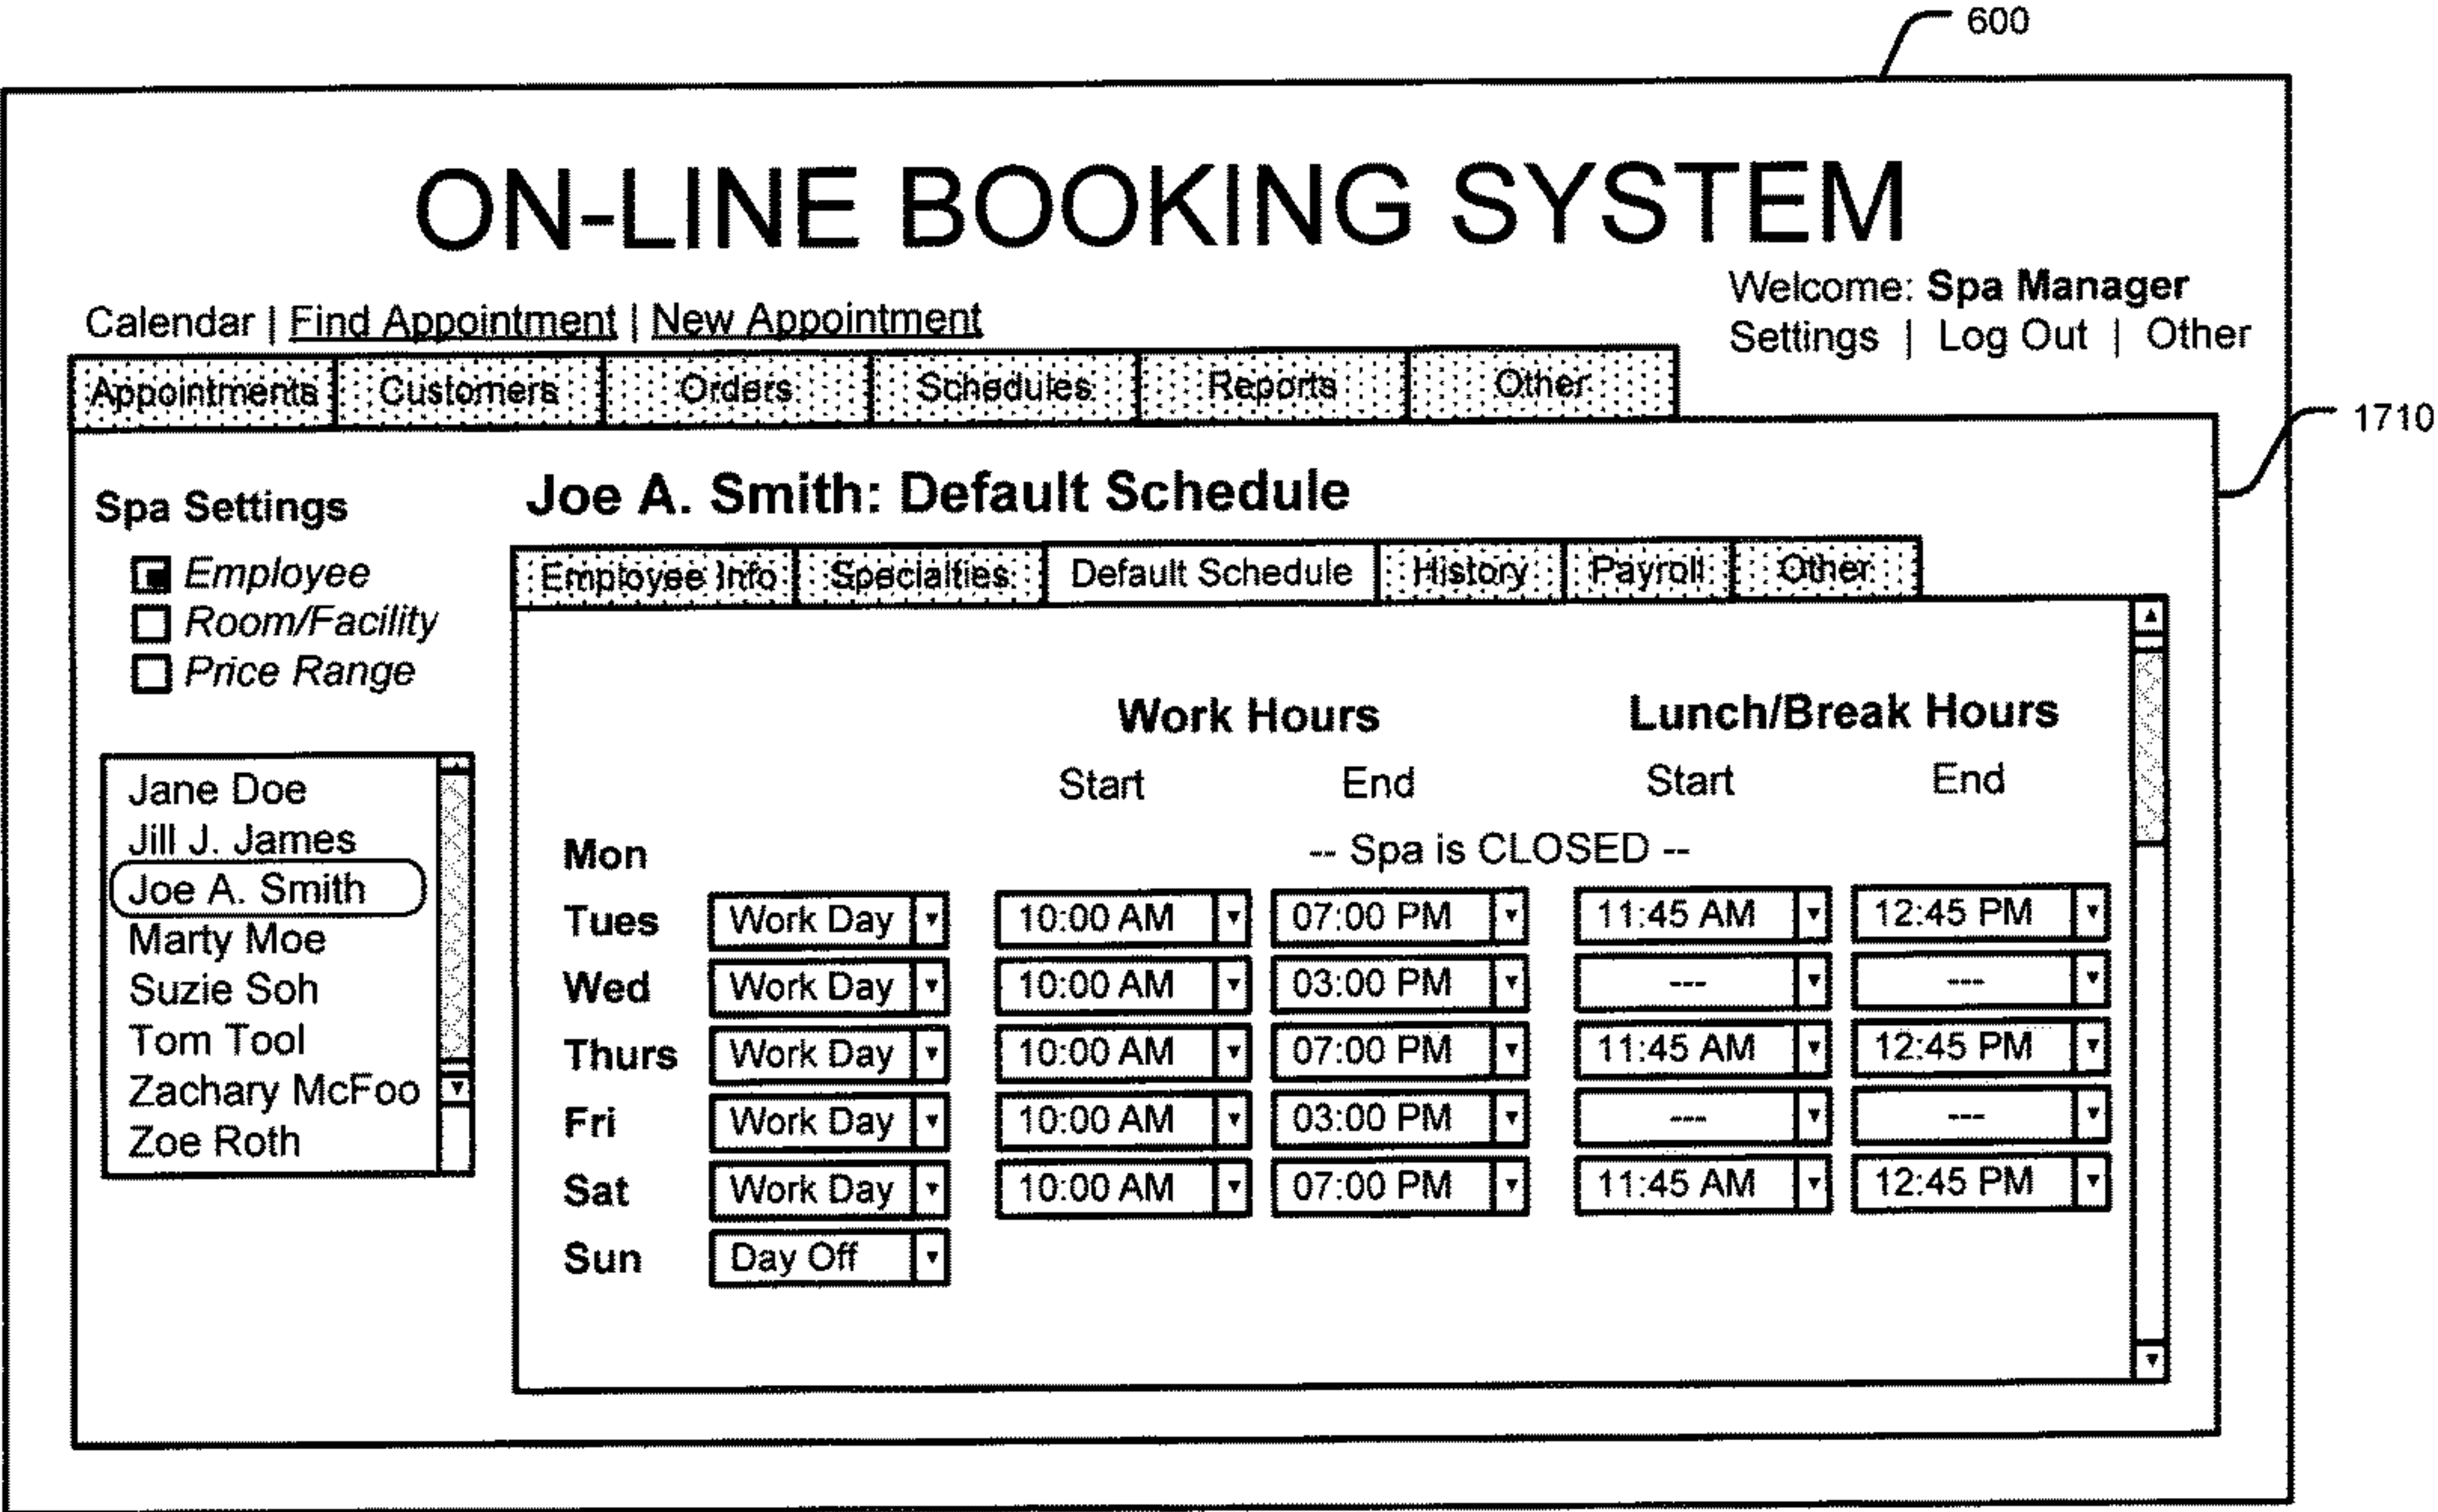 600
ON-LINE BOOKING SYSTEM
Welcome: Spa Manager
Calendar | Find Appointment | New Appointment
Settings | Log Out | Other
Appointments Customers Orders Schedules Reports Other
1710
Spa Settings
Employee
Room/Facility
Price Range
Jane Doe
Jill J. James
Joe A. Smith
Marty Moe
Suzie Soh
Tom Tool
Zachary McFoo
Zoe Roth
Joe A. Smith: Default Schedule
Employee Info Specialties Default Schedule History Payroll Other
Work Hours Lunch/Break Hours
Start End Start End
Mon -- Spa is CLOSED --
Tues Work Day 10:00 AM 07:00 PM 11:45 AM 12:45 PM
Wed Work Day 10:00 AM 03:00 PM --- ---
Thurs Work Day 10:00 AM 07:00 PM 11:45 AM 12:45 PM
Fri Work Day 10:00 AM 03:00 PM --- ---
Sat Work Day 10:00 AM 07:00 PM 11:45 AM 12:45 PM
Sun Day Off